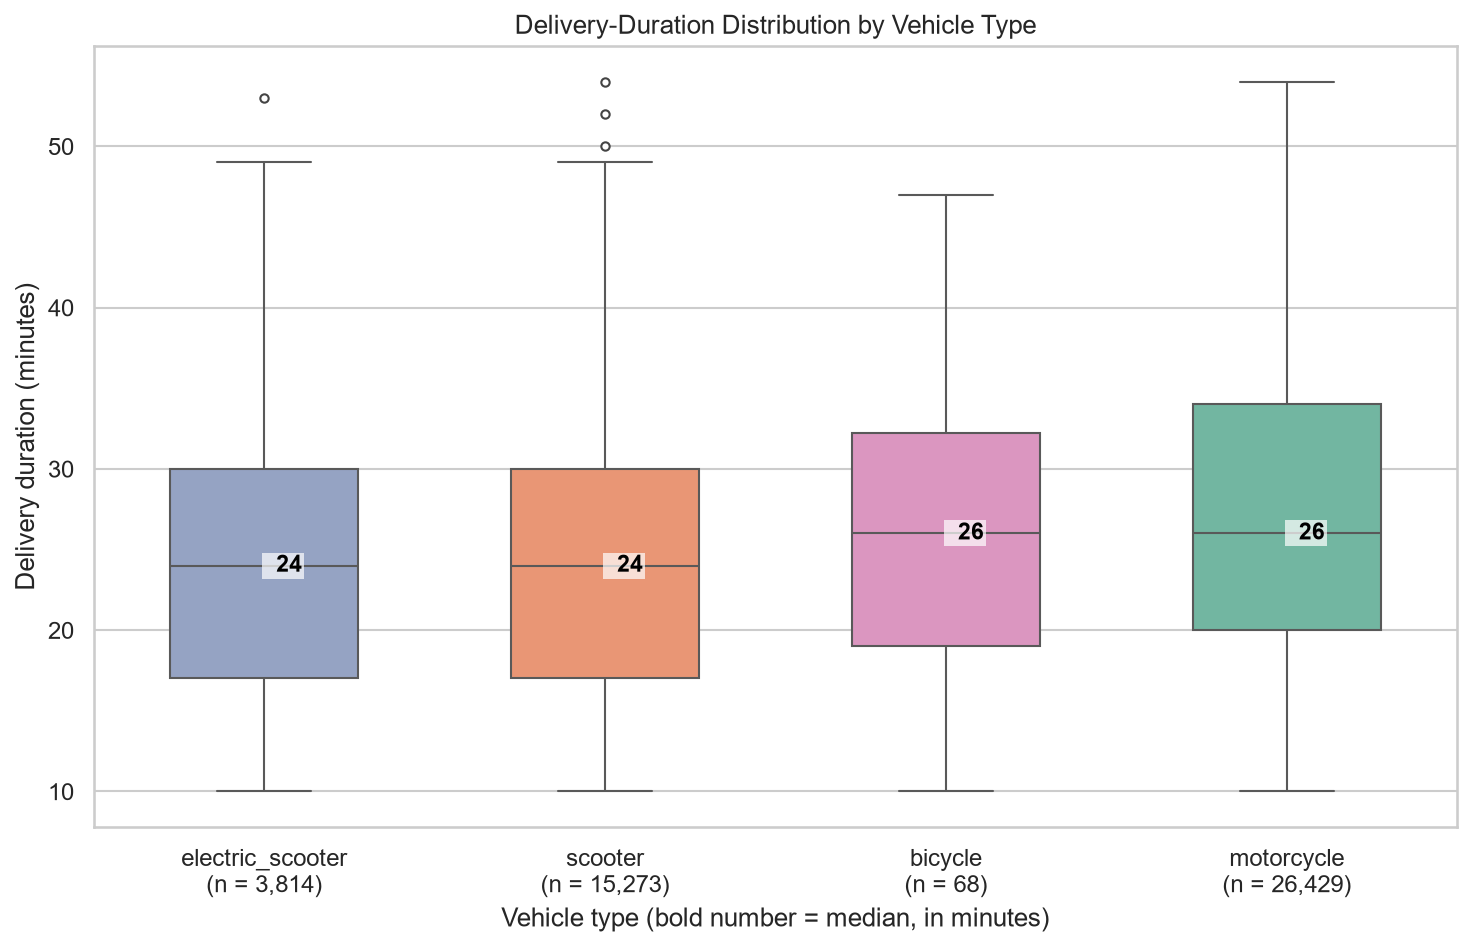 Delivery-Duration Distribution by Vehicle Type
Delivery duration (minutes)
50
40
30
20
10
24
24
26
26
electric_scooter
(n = 3,814)
scooter
(n = 15,273)
bicycle
(n = 68)
motorcycle
(n = 26,429)
Vehicle type (bold number = median, in minutes)